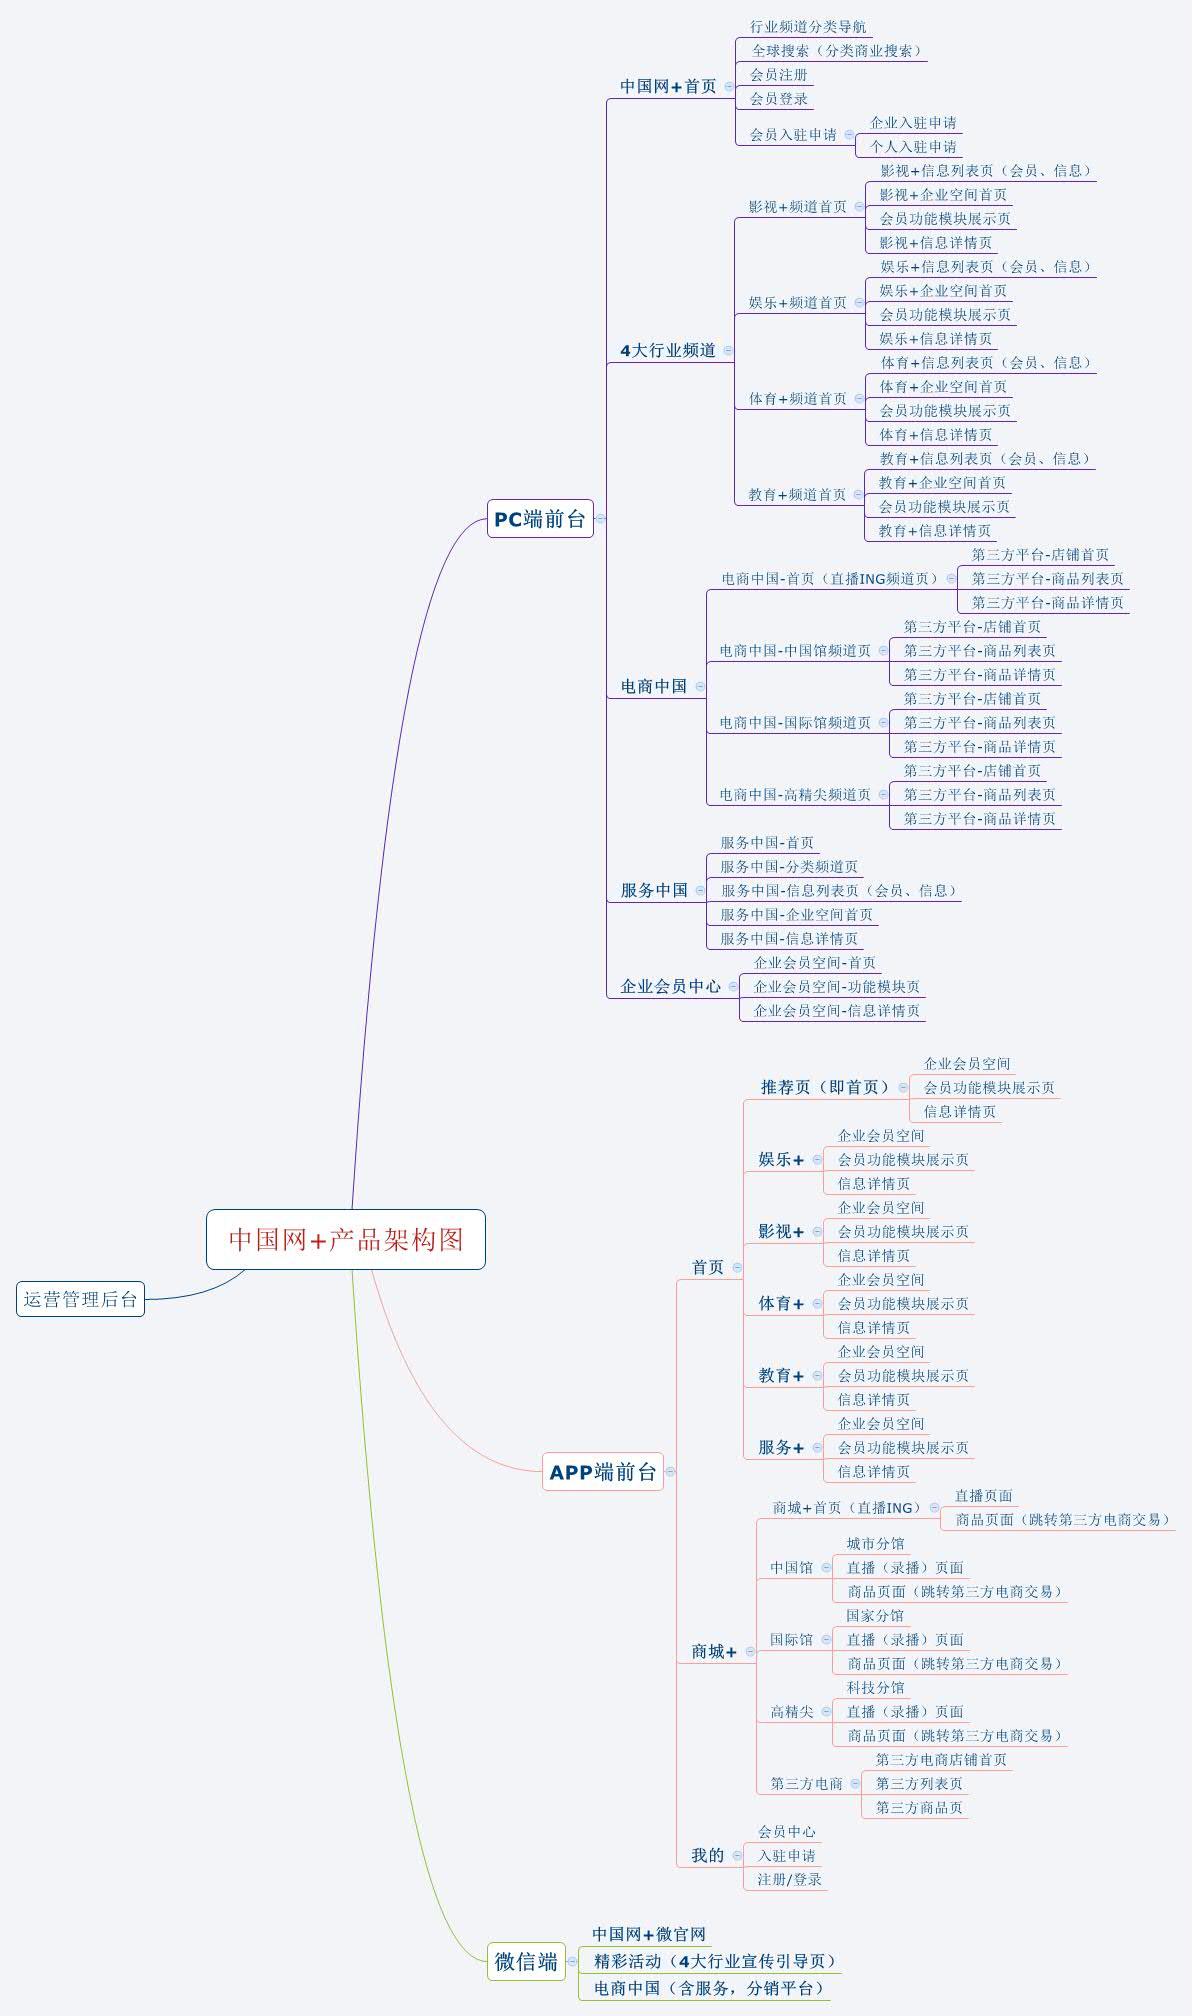 中国网+产品架构图
运营管理后台
PC端前台
中国网+首页
行业频道分类导航
全球搜索（分类商业搜索）
会员注册
会员登录
会员入驻申请
企业入驻申请
个人入驻申请
4大行业频道
影视+频道首页
影视+信息列表页（会员、信息）
影视+企业空间首页
会员功能模块展示页
影视+信息详情页
娱乐+频道首页
娱乐+信息列表页（会员、信息）
娱乐+企业空间首页
会员功能模块展示页
娱乐+信息详情页
体育+频道首页
体育+信息列表页（会员、信息）
体育+企业空间首页
会员功能模块展示页
体育+信息详情页
教育+频道首页
教育+信息列表页（会员、信息）
教育+企业空间首页
会员功能模块展示页
教育+信息详情页
电商中国
电商中国-首页（直播ING频道页）
第三方平台-店铺首页
第三方平台-商品列表页
第三方平台-商品详情页
电商中国-中国馆频道页
第三方平台-店铺首页
第三方平台-商品列表页
第三方平台-商品详情页
电商中国-国际馆频道页
第三方平台-店铺首页
第三方平台-商品列表页
第三方平台-商品详情页
电商中国-高精尖频道页
第三方平台-店铺首页
第三方平台-商品列表页
第三方平台-商品详情页
服务中国
服务中国-首页
服务中国-分类频道页
服务中国-信息列表页（会员、信息）
服务中国-企业空间首页
服务中国-信息详情页
企业会员中心
企业会员空间-首页
企业会员空间-功能模块页
企业会员空间-信息详情页
APP端前台
首页
推荐页（即首页）
企业会员空间
会员功能模块展示页
信息详情页
娱乐+
企业会员空间
会员功能模块展示页
信息详情页
影视+
企业会员空间
会员功能模块展示页
信息详情页
体育+
企业会员空间
会员功能模块展示页
信息详情页
教育+
企业会员空间
会员功能模块展示页
信息详情页
服务+
企业会员空间
会员功能模块展示页
信息详情页
商城+
商城+首页（直播ING）
直播页面
商品页面（跳转第三方电商交易）
中国馆
城市分馆
直播（录播）页面
商品页面（跳转第三方电商交易）
国际馆
国家分馆
直播（录播）页面
商品页面（跳转第三方电商交易）
高精尖
科技分馆
直播（录播）页面
商品页面（跳转第三方电商交易）
第三方电商
第三方电商店铺首页
第三方列表页
第三方商品页
我的
会员中心
入驻申请
注册/登录
微信端
中国网+微官网
精彩活动（4大行业宣传引导页）
电商中国（含服务，分销平台）